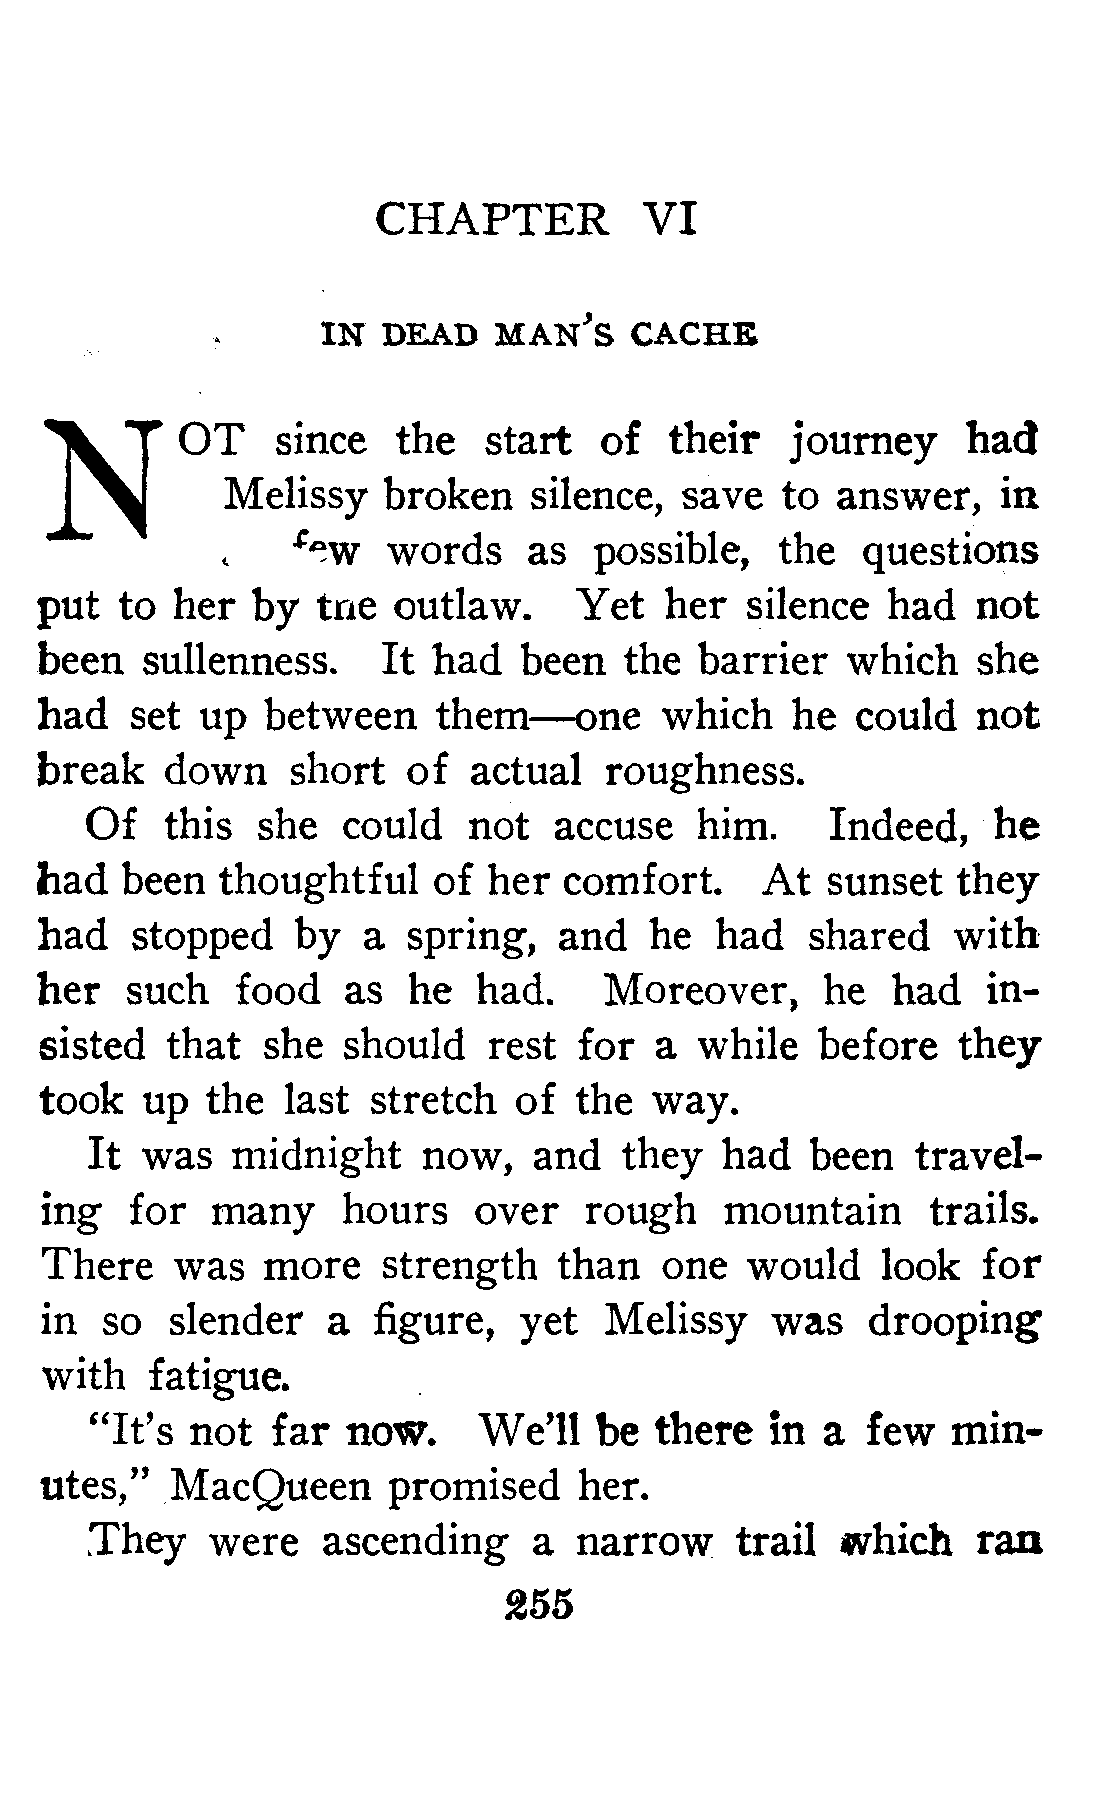 CHAPTER VI
IN DEAD MAN'S CACHE
NOT since the start of their journey had
Melissy broken silence, save to answer, in
few words as possible, the questions
put to her by the outlaw. Yet her silence had not
been sullenness. It had been the barrier which she
had set up between them—one which he could not
break down short of actual roughness.
Of this she could not accuse him. Indeed, he
had been thoughtful of her comfort. At sunset they
had stopped by a spring, and he had shared with
her such food as he had. Moreover, he had in-
sisted that she should rest for a while before they
took up the last stretch of the way.
It was midnight now, and they had been travel-
ing for many hours over rough mountain trails.
There was more strength than one would look for
in so slender a figure, yet Melissy was drooping
with fatigue.
"It's not far now. We'll be there in a few min-
utes," MacQueen promised her.
They were ascending a narrow trail which ran
255